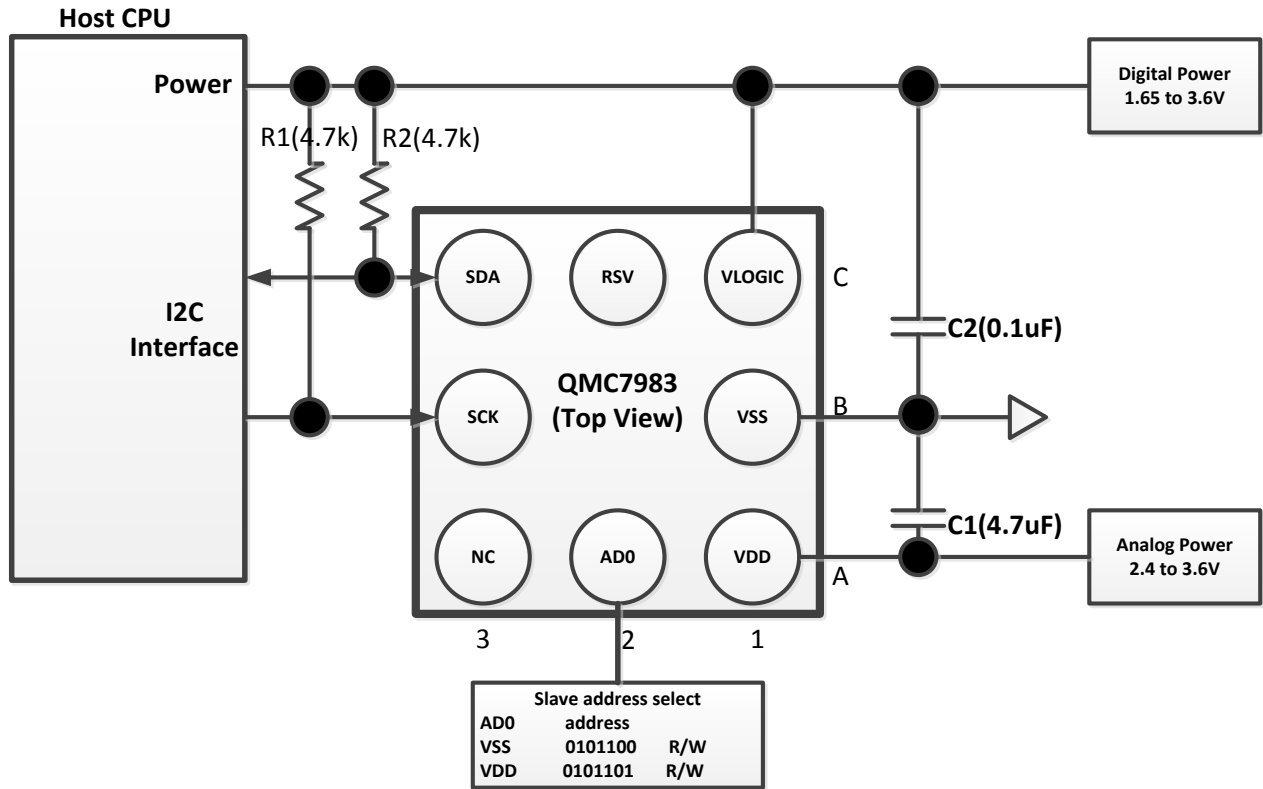 Host CPU
Power
Digital Power
1.65 to 3.6V
R1(4.7k)
R2(4.7k)
SDA
RSV
VLOGIC
C
I2C
Interface
C2(0.1uF)
QMC7983
(Top View)
SCK
VSS
B
C1(4.7uF)
NC
AD0
VDD
A
Analog Power
2.4 to 3.6V
3
2
1
Slave address select
AD0 address
VSS 0101100 R/W
VDD 0101101 R/W